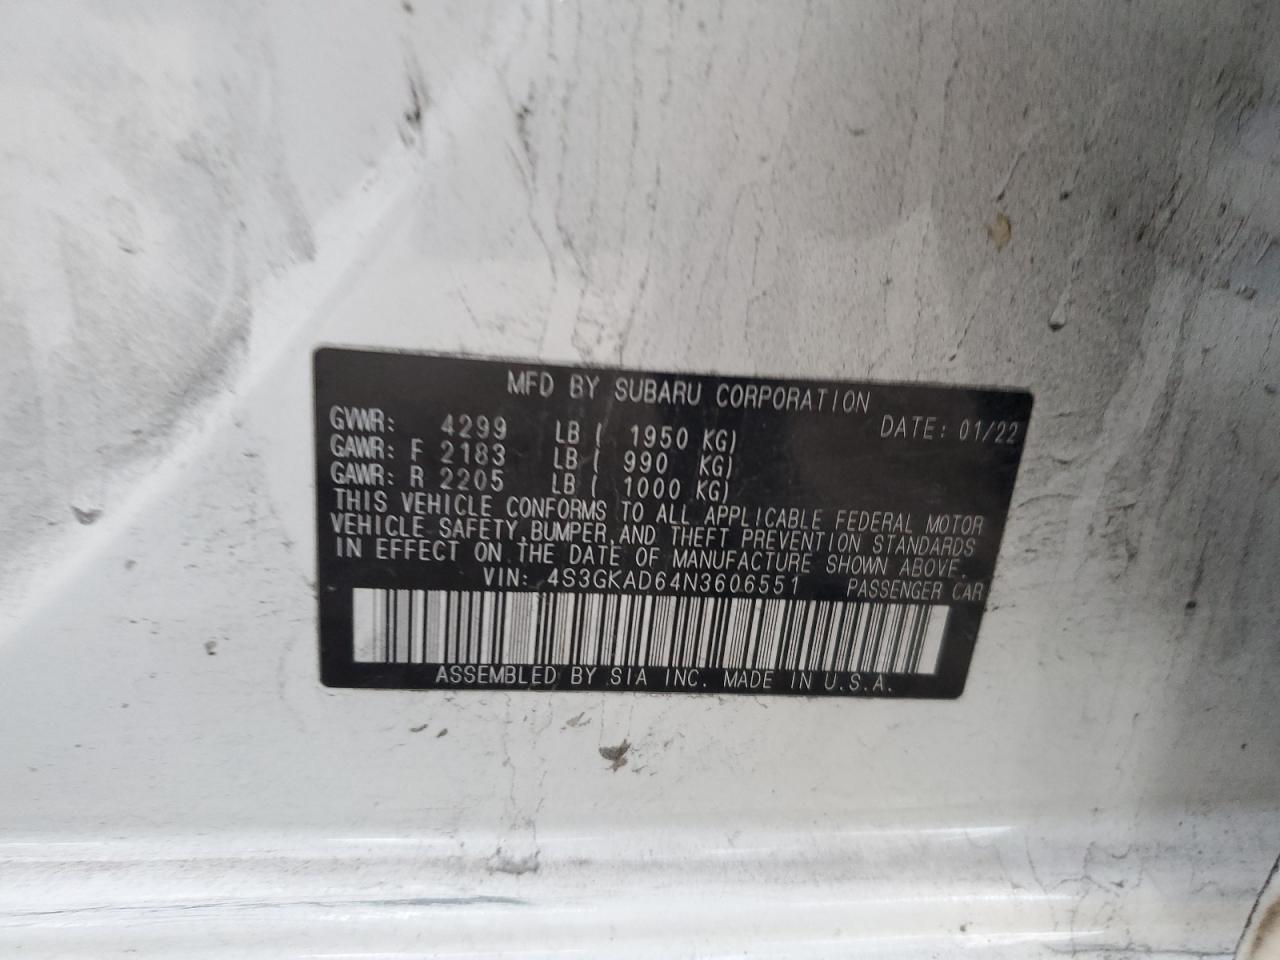 MFD BY SUBARU CORPORATION
GVWR: 4299 LB ( 1950 KG) DATE: 01/22
GAWR: F 2183 LB ( 990 KG)
GAWR: R 2205 LB ( 1000 KG)
THIS VEHICLE CONFORMS TO ALL APPLICABLE FEDERAL MOTOR
VEHICLE SAFETY, BUMPER, AND THEFT PREVENTION STANDARDS
IN EFFECT ON THE DATE OF MANUFACTURE SHOWN ABOVE.
VIN: 4S3GKAD64N3606551 PASSENGER CAR
ASSEMBLED BY SIA INC. MADE IN U.S.A.